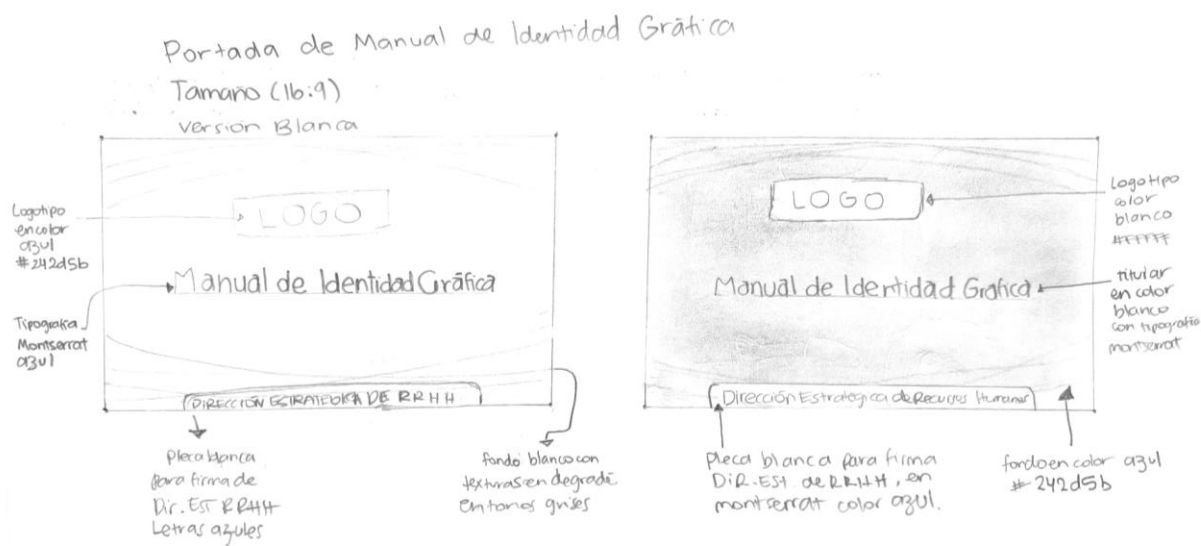 Portada de Manual de Identidad Gráfica
Tamaño (16:9)
Versión Blanca
Logotipo
en color
azul
#242d5b
LOGO
Manual de Identidad Gráfica
Tipografía
Montserrat
azul
DIRECCIÓN ESTRATEGICA DE RRHH
Pleca blanca
para firma de
Dir. EST RRHH
Letras azules
fondo blanco con
texturas en degradé
en tonos grises
LOGO
Logotipo
color
blanco
#FFFFFF
Manual de Identidad Grafica
titular
en color
blanco
con tipografía
montserrat
Dirección Estrategica de Recursos Humanos
Pleca blanca para firma
DiR. EST. de RRHH, en
montserrat color azul.
fondo en color azul
#242d5b